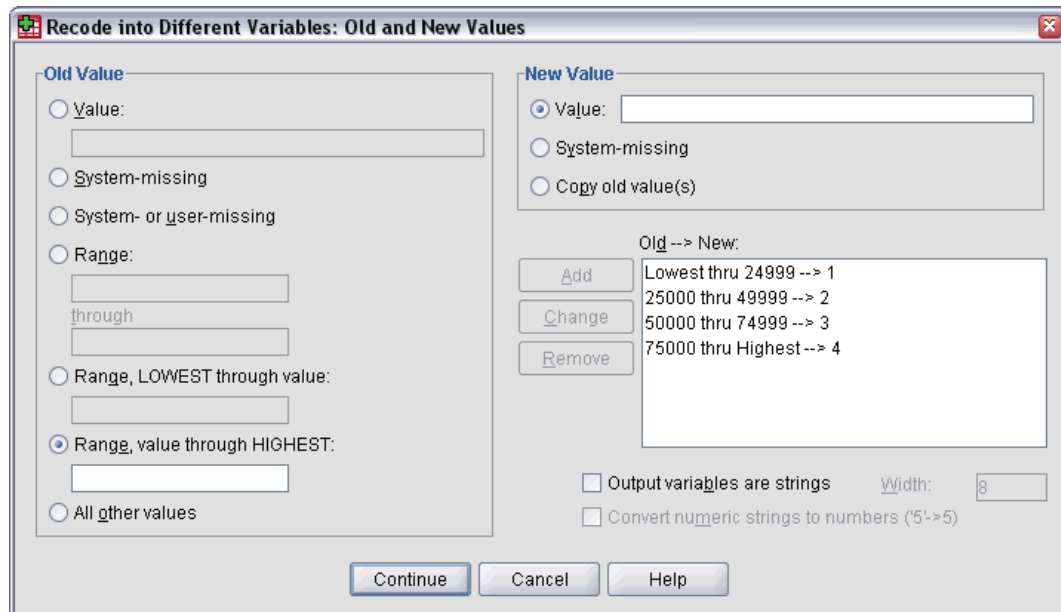 Recode into Different Variables: Old and New Values
Old Value
Value:
System-missing
System- or user-missing
Range:
through
Range, LOWEST through value:
Range, value through HIGHEST:
All other values
New Value
Value:
System-missing
Copy old value(s)
Old --> New:
Add
Change
Remove
Lowest thru 24999 --> 1
25000 thru 49999 --> 2
50000 thru 74999 --> 3
75000 thru Highest --> 4
Output variables are strings Width: 8
Convert numeric strings to numbers ('5'->5)
Continue Cancel Help